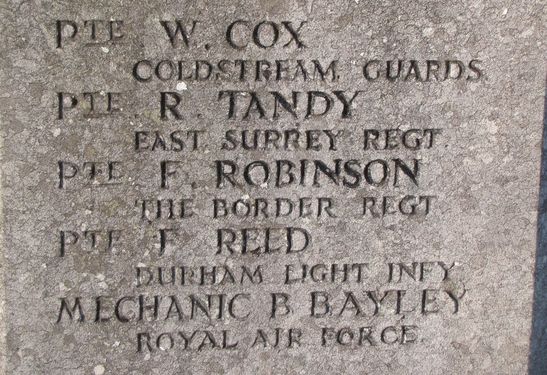 PTE W. COX
COLDSTREAM GUARDS
PTE R. TANDY
EAST SURREY REGT.
PTE F. ROBINSON
THE BORDER REGT
PTE F REED
DURHAM LIGHT INFY
MECHANIC B. BAYLEY
ROYAL AIR FORCE.